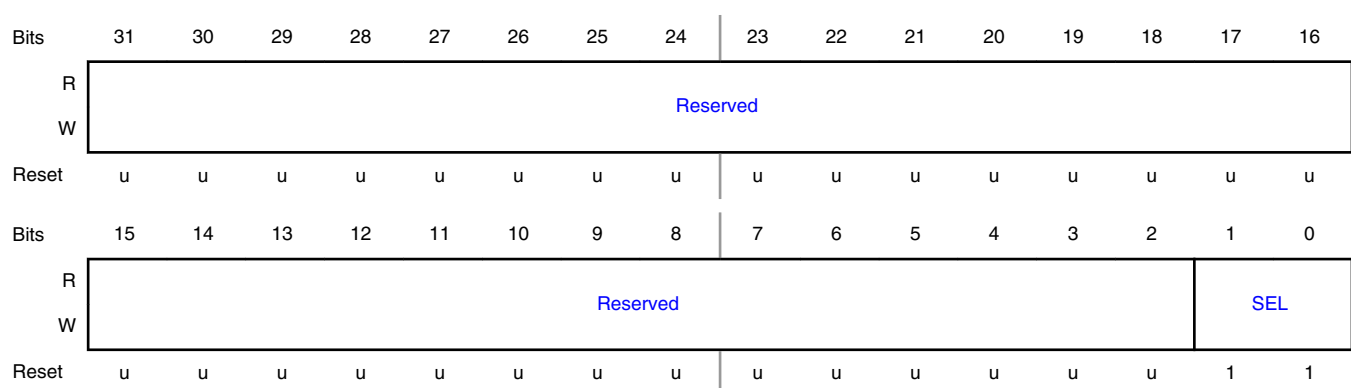 Bits 31 30 29 28 27 26 25 24 23 22 21 20 19 18 17 16
R
Reserved
W
Reset u u u u u u u u u u u u u u u u
Bits 15 14 13 12 11 10 9 8 7 6 5 4 3 2 1 0
R
Reserved SEL
W
Reset u u u u u u u u u u u u u u 1 1